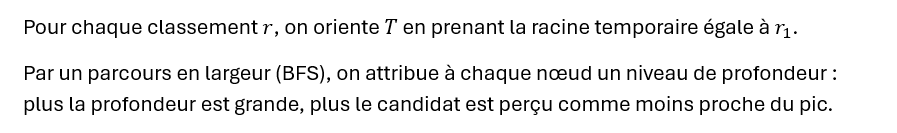 Pour chaque classement r, on oriente T en prenant la racine temporaire égale à r₁.
Par un parcours en largeur (BFS), on attribue à chaque nœud un niveau de profondeur :
plus la profondeur est grande, plus le candidat est perçu comme moins proche du pic.